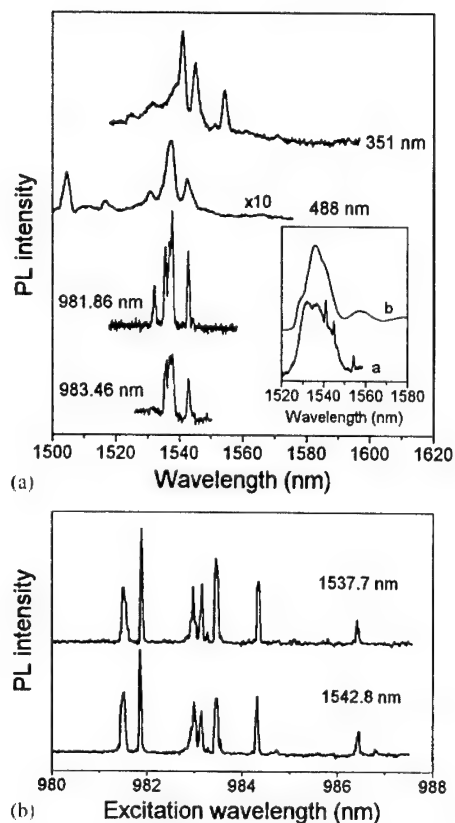 351 nm
x10
488 nm
981.86 nm
983.46 nm
b
a
1520 1540 1560 1580
Wavelength (nm)
PL intensity
1500 1520 1540 1560 1580 1600 1620
(a)
Wavelength (nm)
1537.7 nm
1542.8 nm
PL intensity
980 982 984 986 988
(b)
Excitation wavelength (nm)